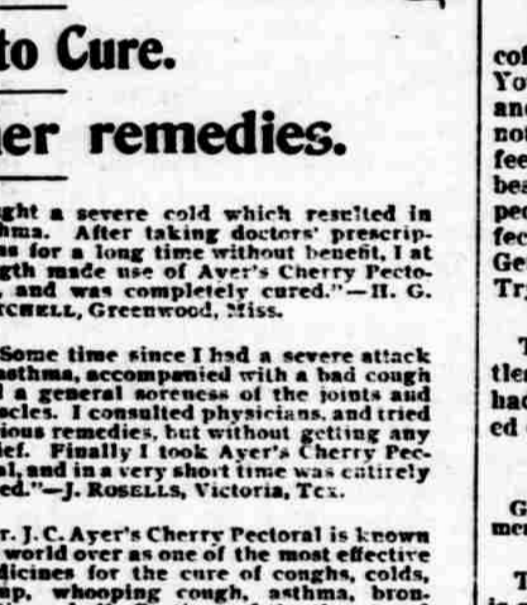 to Cure.
er remedies.
ght a severe cold which resulted in
hma. After taking doctors' prescrip-
ns for a long time without benefit, I at
gth made use of Ayer's Cherry Pecto-
, and was completely cured."—H. G.
TCHELL, Greenwood, Miss.
Some time since I had a severe attack
asthma, accompanied with a bad cough
a general soreness of the joints and
scles. I consulted physicians, and tried
ious remedies, but without getting any
ief. Finally I took Ayer's Cherry Pec-
al, and in a very short time was entirely
ed."—J. ROSELLS, Victoria, Tex.
r. J. C. Ayer's Cherry Pectoral is known
world over as one of the most effective
dicines for the cure of coughs, colds,
up, whooping cough, asthma, bron-
Yo
an
no
fee
bea
pe
fec
Ge
Tr
T
tle
had
ed
G
me
T